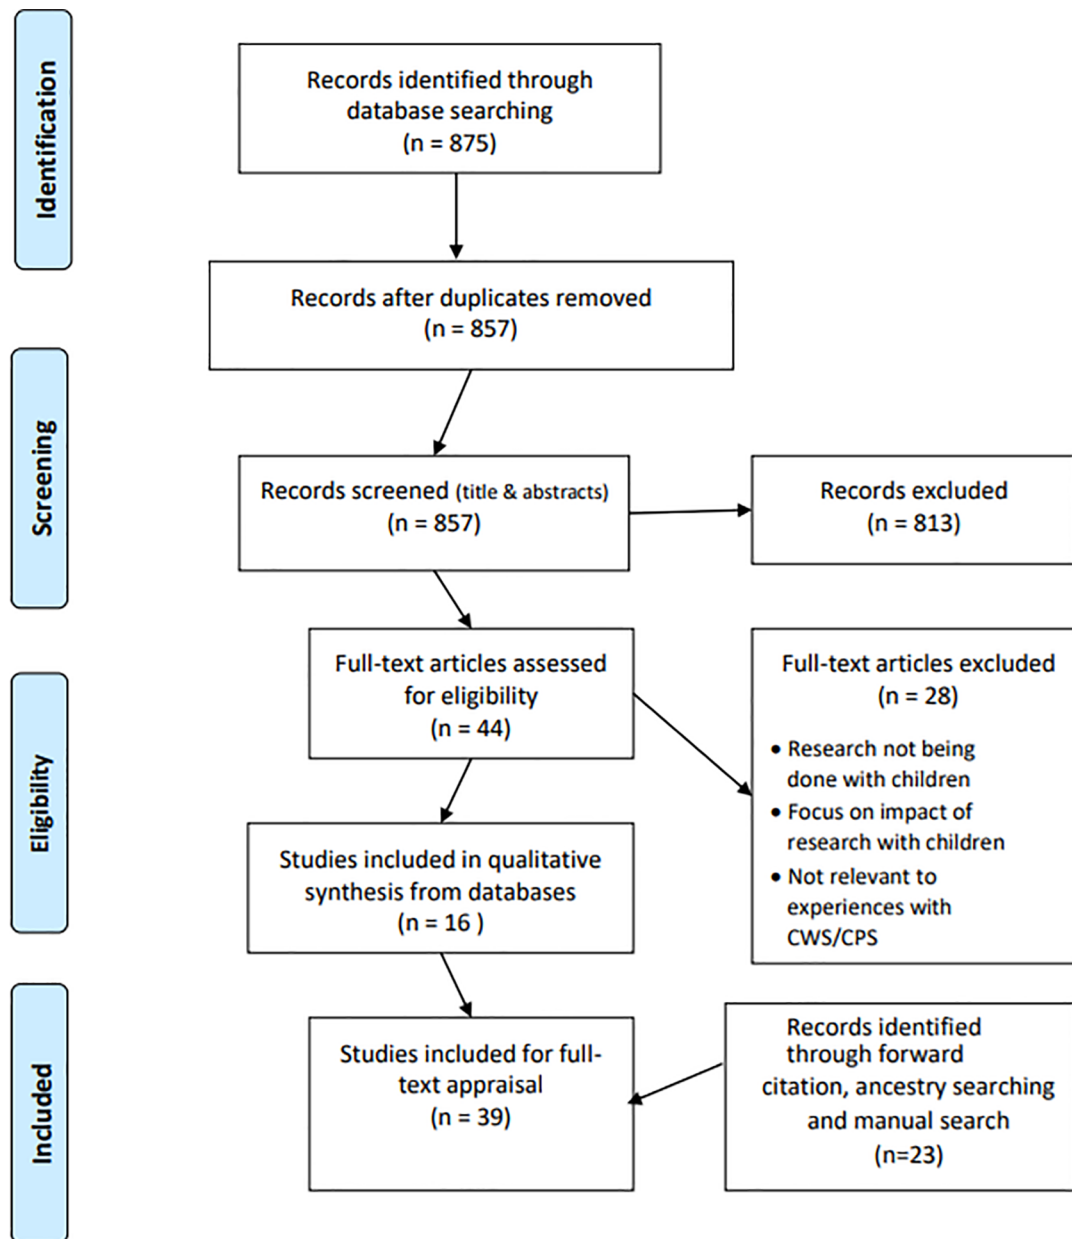 Identification
Records identified through
database searching
(n = 875)
Records after duplicates removed
(n = 857)
Screening
Records screened (title & abstracts)
(n = 857)
Records excluded
(n = 813)
Eligibility
Full-text articles assessed
for eligibility
(n = 44)
Full-text articles excluded
(n = 28)
• Research not being
done with children
• Focus on impact of
research with children
• Not relevant to
experiences with
CWS/CPS
Studies included in qualitative
synthesis from databases
(n = 16 )
Included
Studies included for full-
text appraisal
(n = 39)
Records identified
through forward
citation, ancestry searching
and manual search
(n=23)